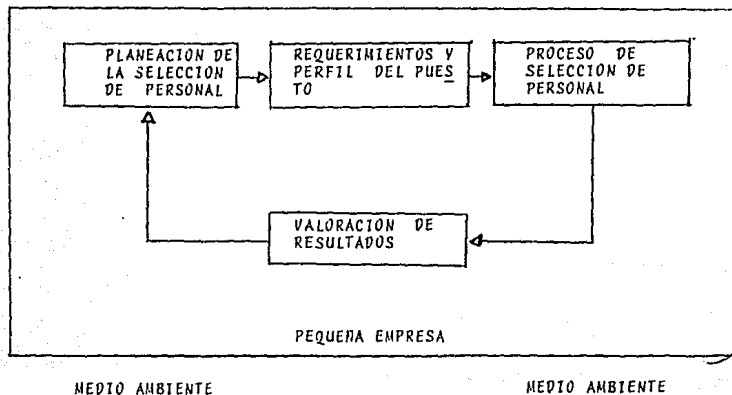 PLANEACION DE
LA SELECCION
DE PERSONAL
REQUERIMIENTOS Y
PERFIL DEL PUES
TO
PROCESO DE
SELECCION DE
PERSONAL
VALORACION DE
RESULTADOS
PEQUEÑA EMPRESA
MEDIO AMBIENTE
MEDIO AMBIENTE